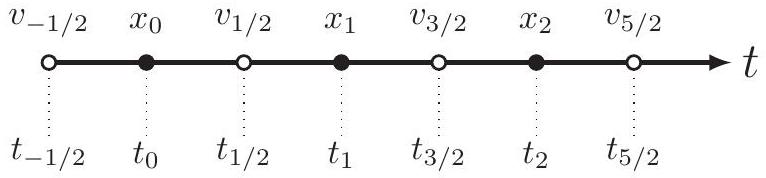 v_{-1/2} x_0 v_{1/2} x_1 v_{3/2} x_2 v_{5/2}
t
t_{-1/2} t_0 t_{1/2} t_1 t_{3/2} t_2 t_{5/2}